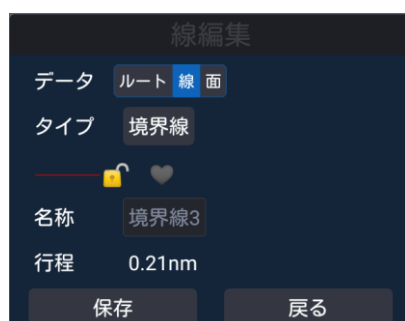 線編集
データ ルート 線 面
タイプ 境界線
名称 境界線3
行程 0.21nm
保存 戻る